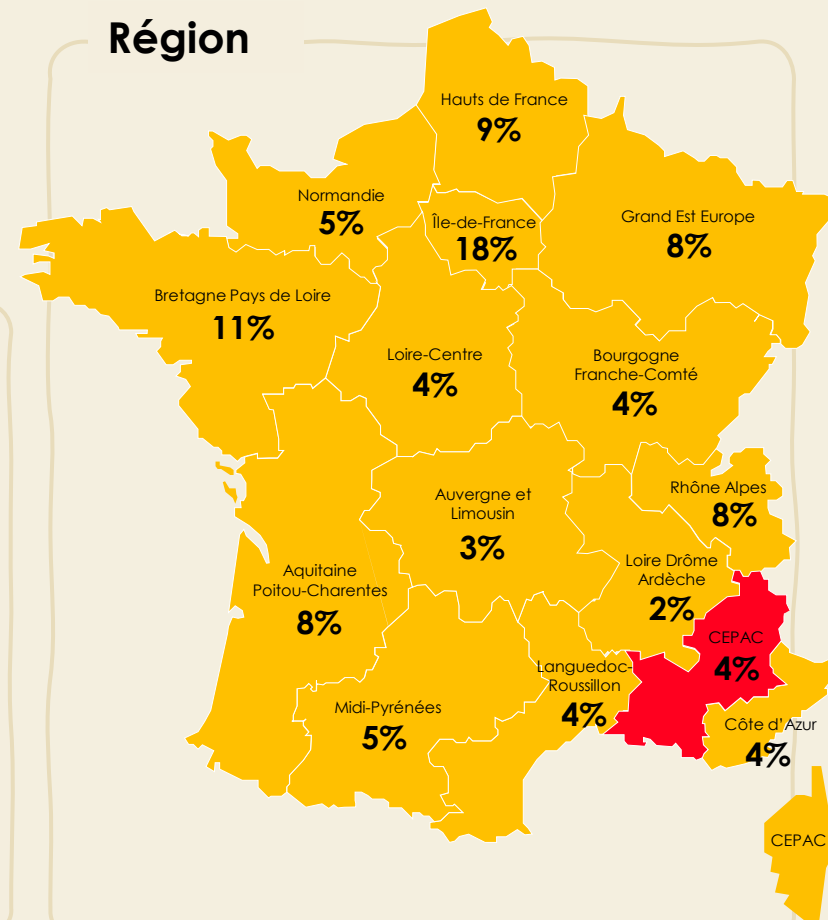 Région
Hauts de France
9%
Normandie
5%
Île-de-France
18%
Grand Est Europe
8%
Bretagne Pays de Loire
11%
Loire-Centre
4%
Bourgogne
Franche-Comté
4%
Auvergne et
Limousin
3%
Rhône Alpes
8%
Aquitaine
Poitou-Charentes
8%
Loire Drôme
Ardèche
2%
CEPAC
4%
Languedoc-
Roussillon
4%
Midi-Pyrénées
5%
Côte d'Azur
4%
CEPAC